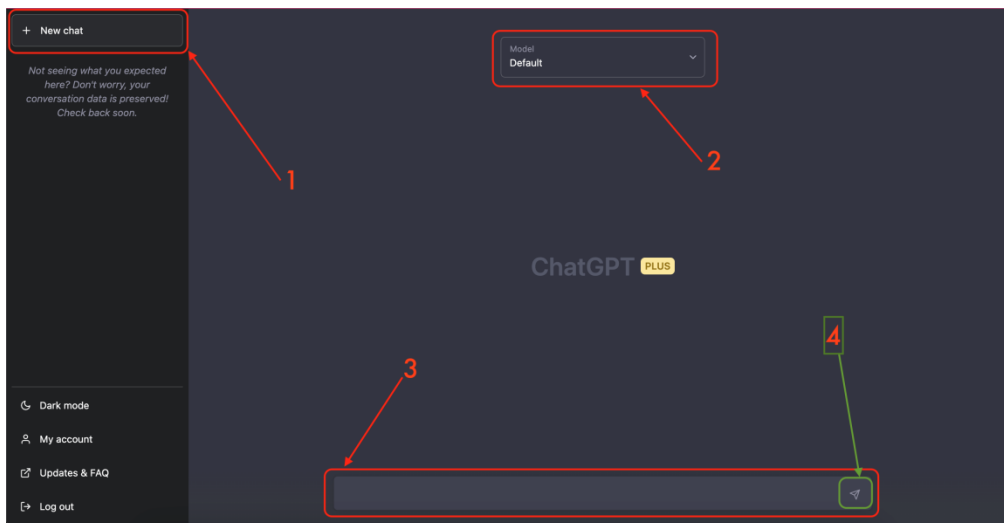 + New chat
Not seeing what you expected
here? Don't worry, your
conversation data is preserved!
Check back soon.
Model
Default
1
2
ChatGPT PLUS
3
4
Dark mode
My account
Updates & FAQ
Log out